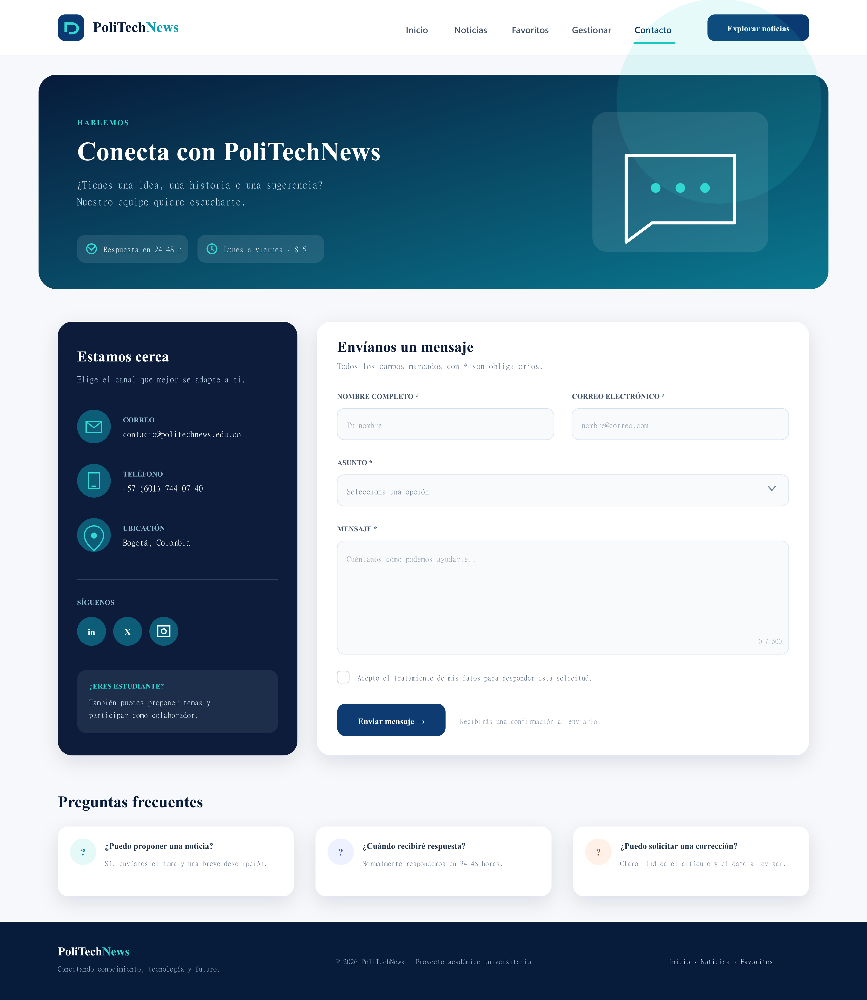 PoliTechNews
Inicio
Noticias
Favoritos
Gestionar
Contacto
Explorar noticias
HABLEMOS
Conecta con PoliTechNews
¿Tienes una idea, una historia o una sugerencia?
Nuestro equipo quiere escucharte.
Respuesta en 24–48 h
Lunes a viernes · 8–5
Estamos cerca
Elige el canal que mejor se adapte a ti.
CORREO
contacto@politechnews.edu.co
TELÉFONO
+57 (601) 744 07 40
UBICACIÓN
Bogotá, Colombia
SÍGUENOS
in
X
¿ERES ESTUDIANTE?
También puedes proponer temas y
participar como colaborador.
Envíanos un mensaje
Todos los campos marcados con * son obligatorios.
NOMBRE COMPLETO *
CORREO ELECTRÓNICO *
Tu nombre
nombre@correo.com
ASUNTO *
Selecciona una opción
MENSAJE *
Cuéntanos cómo podemos ayudarte...
0 / 500
Acepto el tratamiento de mis datos para responder esta solicitud.
Enviar mensaje →
Recibirás una confirmación al enviarlo.
Preguntas frecuentes
?
¿Puedo proponer una noticia?
Sí, envíanos el tema y una breve descripción.
?
¿Cuándo recibiré respuesta?
Normalmente respondemos en 24–48 horas.
?
¿Puedo solicitar una corrección?
Claro. Indica el artículo y el dato a revisar.
PoliTechNews
Conectando conocimiento, tecnología y futuro.
© 2026 PoliTechNews · Proyecto académico universitario
Inicio · Noticias · Favoritos